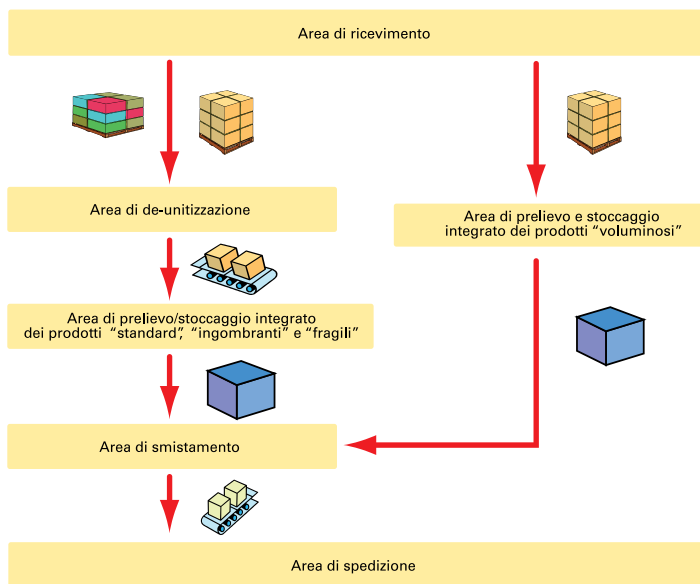 Area di ricevimento
Area di de-unitizzazione
Area di prelievo e stoccaggio
integrato dei prodotti “voluminosi”
Area di prelievo/stoccaggio integrato
dei prodotti “standard”, “ingombranti” e “fragili”
Area di smistamento
Area di spedizione